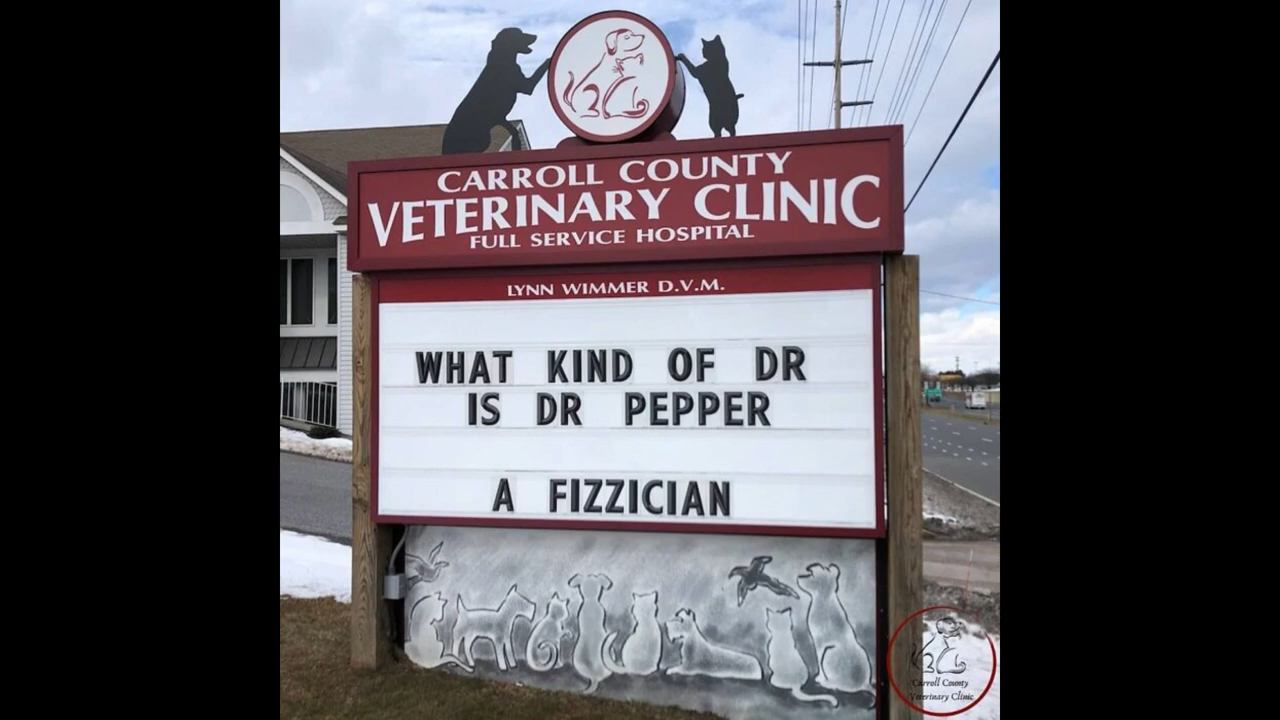 CARROLL COUNTY
VETERINARY CLINIC
FULL SERVICE HOSPITAL
LYNN WIMMER D.V.M.
WHAT KIND OF DR
IS DR PEPPER
A FIZZICIAN
Carroll County
Veterinary Clinic